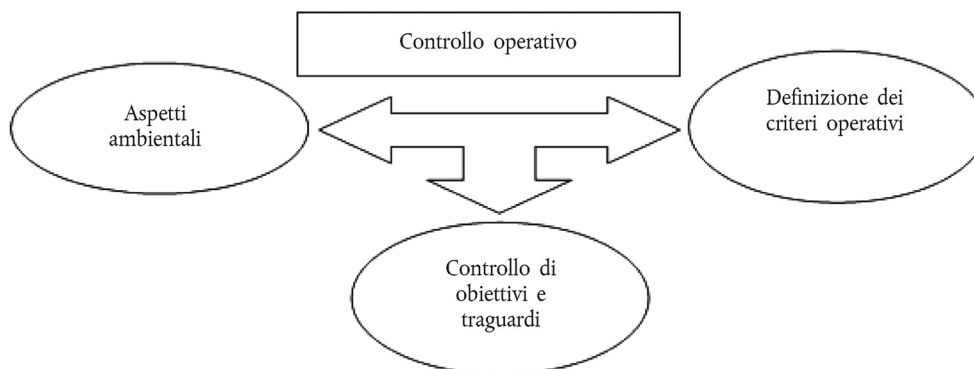 Controllo operativo
Aspetti
ambientali
Definizione dei
criteri operativi
Controllo di
obiettivi e
traguardi